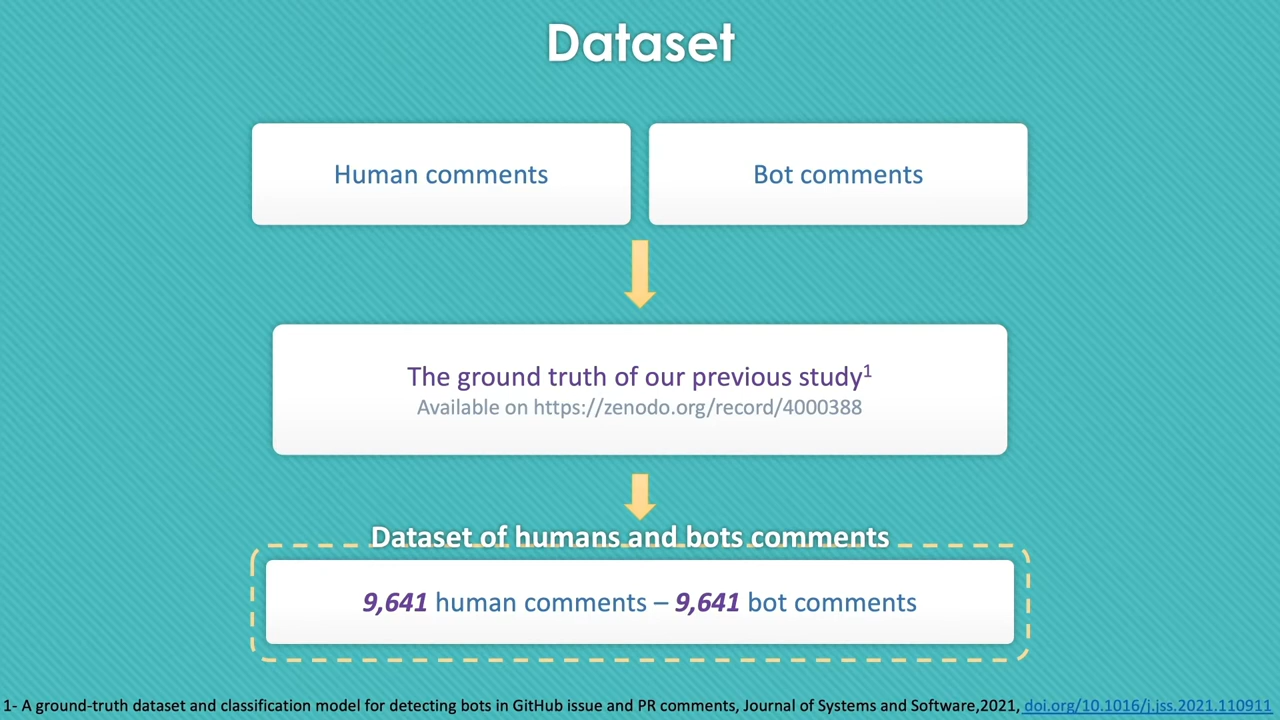 Dataset
Human comments
Bot comments
The ground truth of our previous study¹
Available on https://zenodo.org/record/4000388
Dataset of humans and bots comments
9,641 human comments – 9,641 bot comments
1- A ground-truth dataset and classification model for detecting bots in GitHub issue and PR comments, Journal of Systems and Software,2021, doi.org/10.1016/j.jss.2021.110911